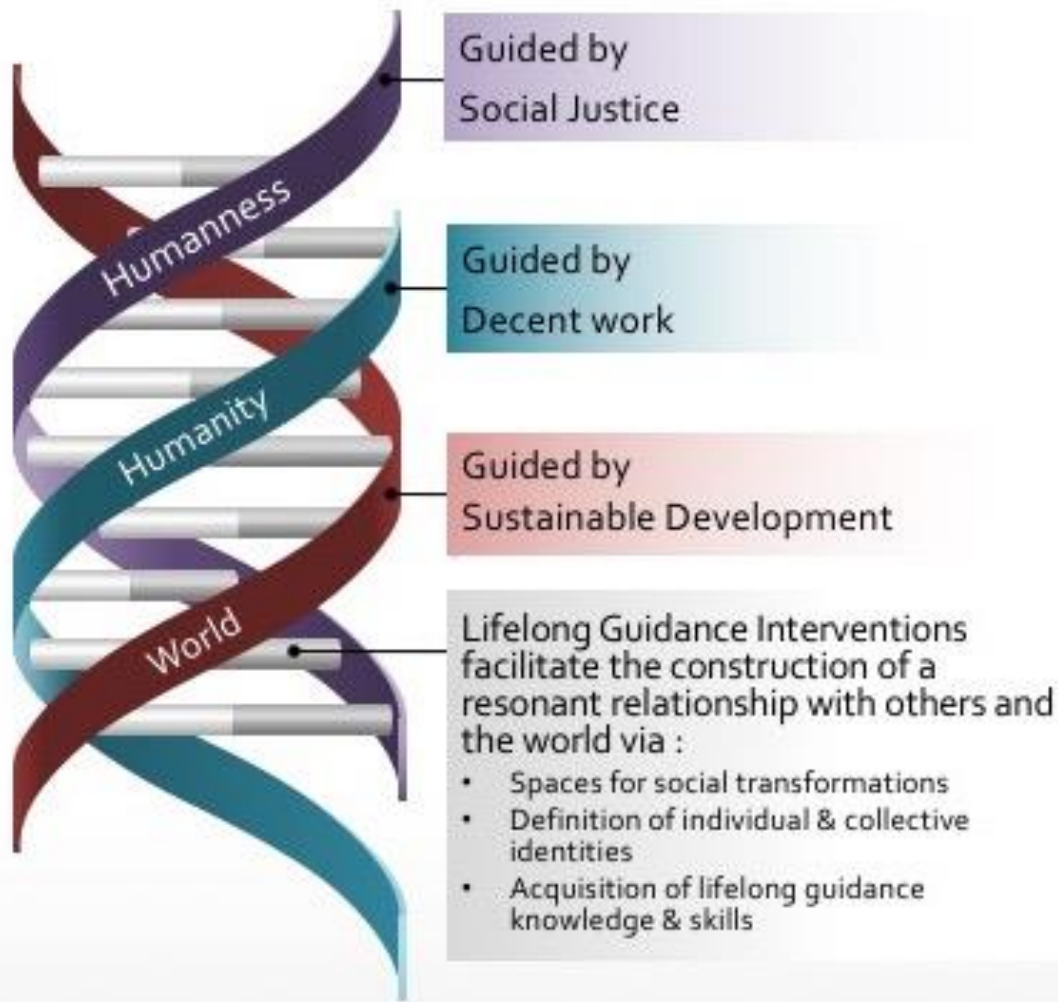 Guided by
Social Justice
Humanness
Guided by
Decent work
Humanity
Guided by
Sustainable Development
World
Lifelong Guidance Interventions
facilitate the construction of a
resonant relationship with others and
the world via :
• Spaces for social transformations
• Definition of individual & collective
identities
• Acquisition of lifelong guidance
knowledge & skills